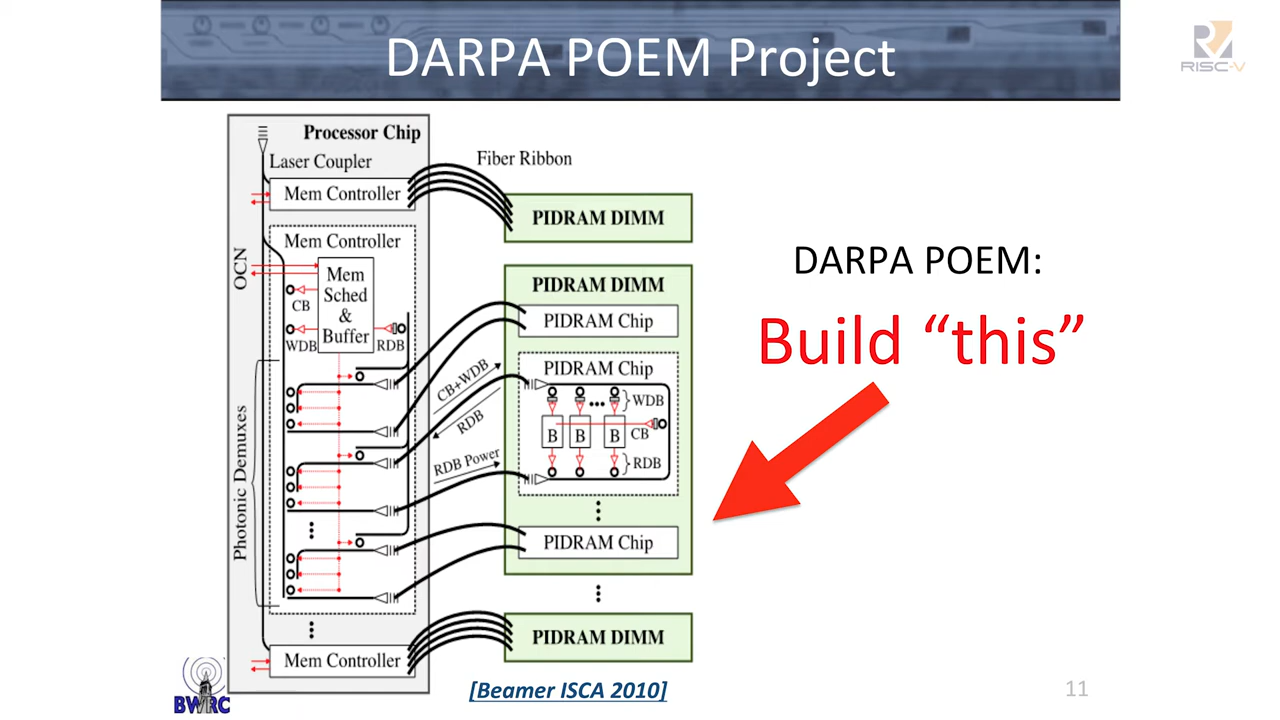 DARPA POEM Project
RISC-V
Processor Chip
Laser Coupler
Mem Controller
Mem Controller
OCN
Mem
Sched
&
Buffer
CB
WDB
RDB
Photonic Demuxes
Mem Controller
Fiber Ribbon
PIDRAM DIMM
PIDRAM DIMM
PIDRAM Chip
PIDRAM Chip
WDB
B B B
CB
RDB
PIDRAM Chip
PIDRAM DIMM
CB+WDB
RDB
RDB Power
DARPA POEM:
Build “this”
BWRC
[Beamer ISCA 2010]
11